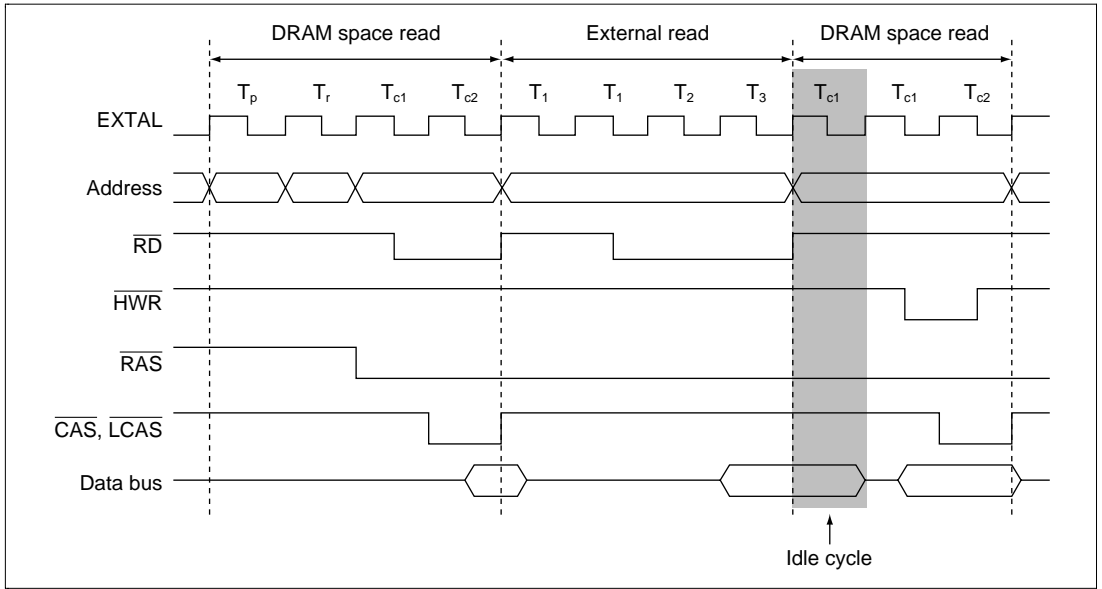 DRAM space read External read DRAM space read
Tp Tr Tc1 Tc2 T1 T1 T2 T3 Tc1 Tc1 Tc2
EXTAL
Address
RD
HWR
RAS
CAS, LCAS
Data bus
Idle cycle